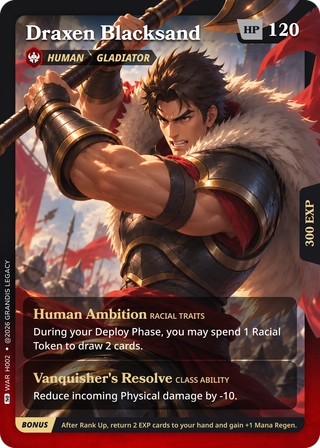 Draxen Blacksand
HP 120
HUMAN GLADIATOR
300 EXP
Human Ambition RACIAL TRAITS
During your Deploy Phase, you may spend 1 Racial
Token to draw 2 cards.
Vanquisher's Resolve CLASS ABILITY
Reduce incoming Physical damage by -10.
WAR H002 • @2026 GRANDIS LEGACY
BONUS After Rank Up, return 2 EXP cards to your hand and gain +1 Mana Regen.